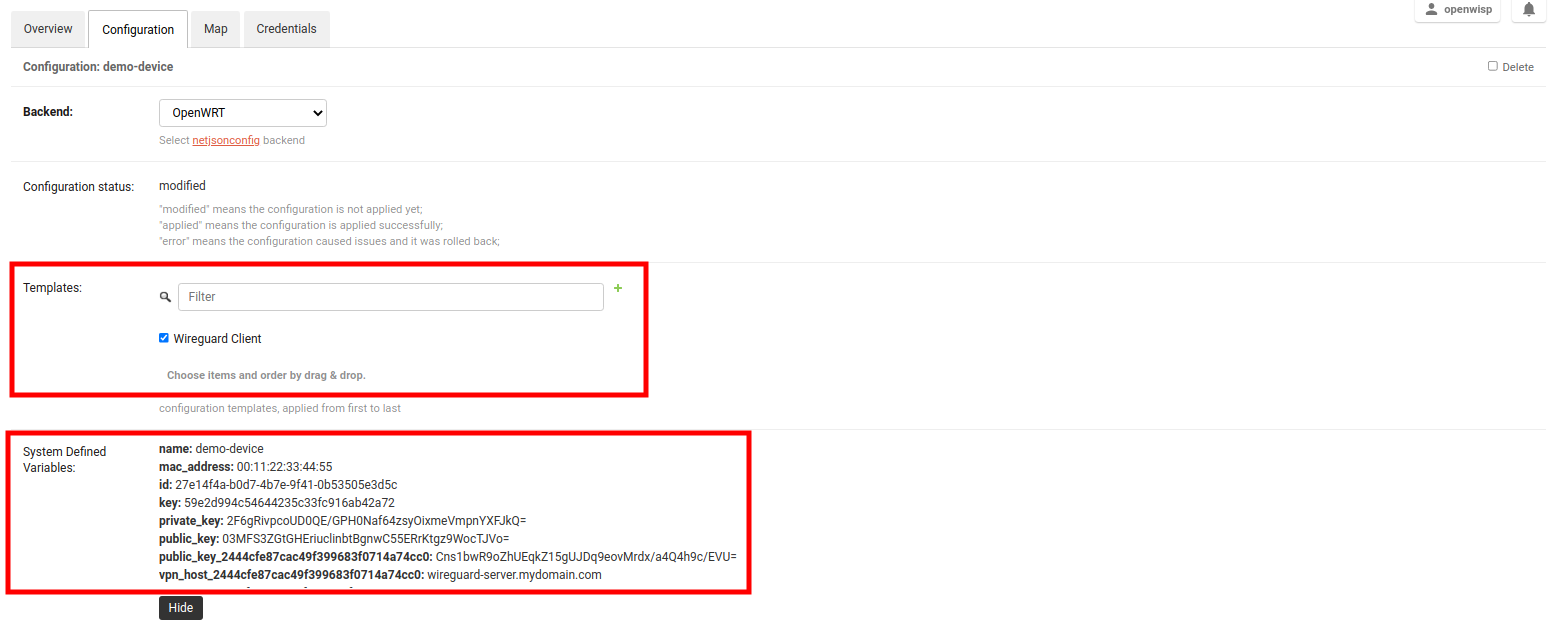 openwisp
Overview Configuration Map Credentials
Configuration: demo-device Delete
Backend: OpenWRT
Select netjsonconfig backend
Configuration status: modified
"modified" means the configuration is not applied yet;
"applied" means the configuration is applied successfully;
"error" means the configuration caused issues and it was rolled back;
Templates: Filter
Wireguard Client
Choose items and order by drag & drop.
configuration templates, applied from first to last
System Defined Variables:
name: demo-device
mac_address: 00:11:22:33:44:55
id: 27e14f4a-b0d7-4b7e-9f41-0b53505e3d5c
key: 59e2d994c54644235c33fc916ab42a72
private_key: 2F6gRivpcoUD0QE/GPH0Naf64zsyOixmeVmpnYXFJkQ=
public_key: 03MFS3ZGtGHEriuclinbtBgnwC55ERrKtgz9WocTJVo=
public_key_2444cfe87cac49f399683f0714a74cc0: Cns1bwR9oZhUEqkZ15gUJDq9eovMrdx/a4Q4h9c/EVU=
vpn_host_2444cfe87cac49f399683f0714a74cc0: wireguard-server.mydomain.com
Hide